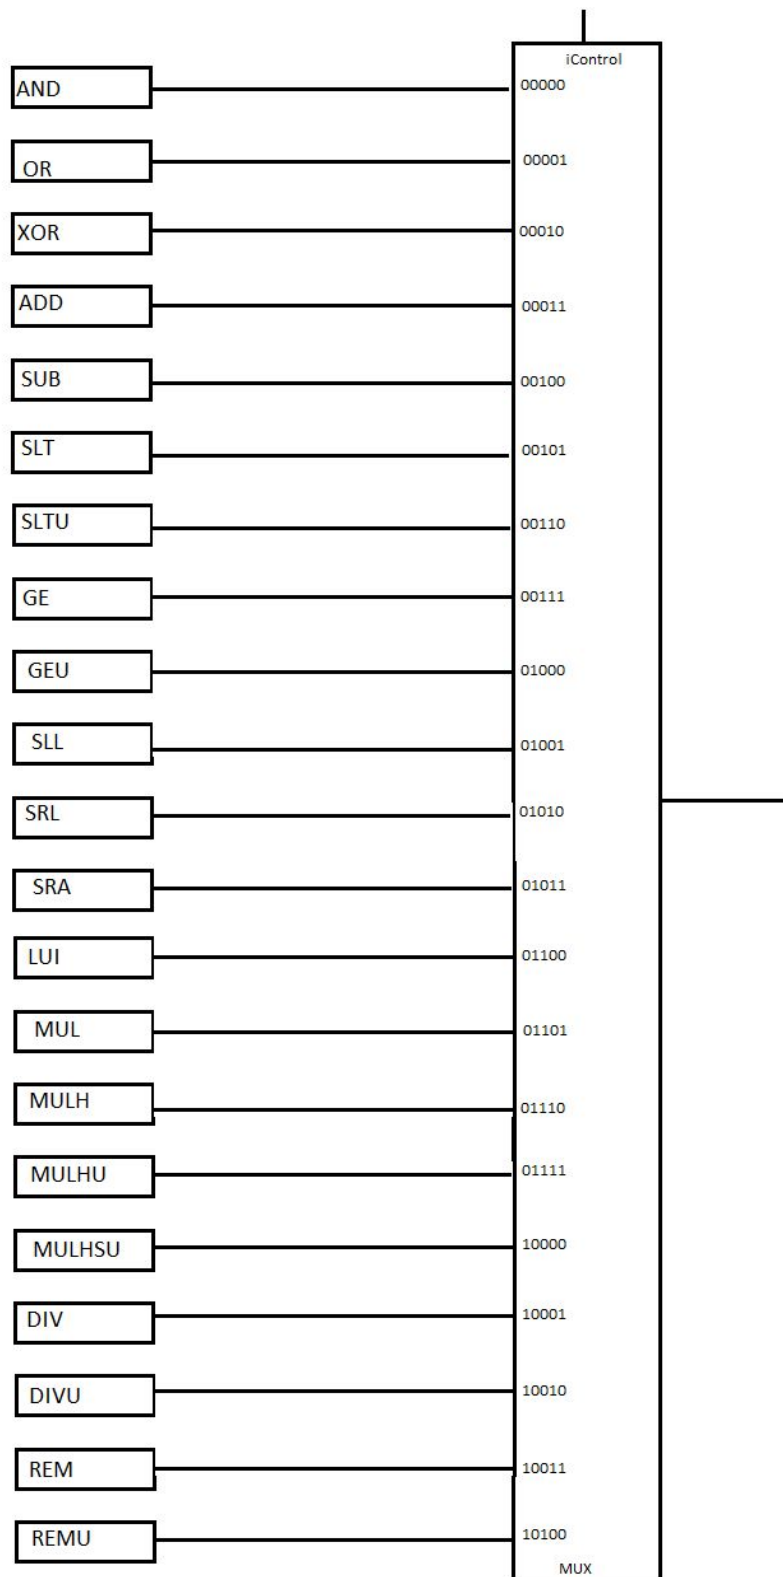 iControl
AND 00000
OR 00001
XOR 00010
ADD 00011
SUB 00100
SLT 00101
SLTU 00110
GE 00111
GEU 01000
SLL 01001
SRL 01010
SRA 01011
LUI 01100
MUL 01101
MULH 01110
MULHU 01111
MULHSU 10000
DIV 10001
DIVU 10010
REM 10011
REMU 10100
MUX